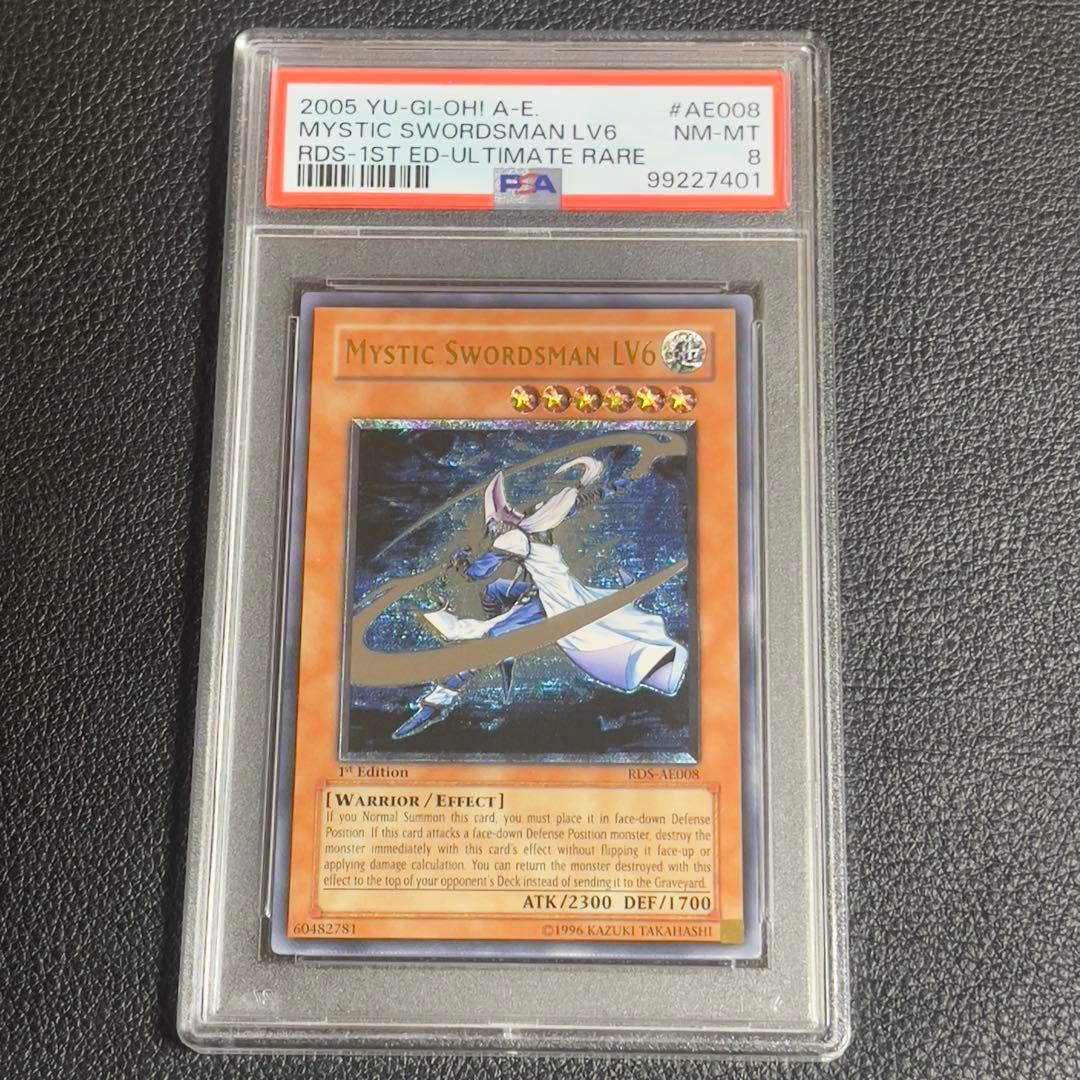 2005 YU-GI-OH! A-E. #AE008
MYSTIC SWORDSMAN LV6 NM-MT
RDS-1ST ED-ULTIMATE RARE 8
PSA 99227401
MYSTIC SWORDSMAN LV6
1st Edition RDS-AE008
[WARRIOR/EFFECT]
If you Normal Summon this card, you must place it in face-down Defense
Position. If this card attacks a face-down Defense Position monster, destroy the
monster immediately with this card's effect without flipping it face-up or
applying damage calculation. You can return the monster destroyed with this
effect to the top of your opponent's Deck instead of sending it to the Graveyard.
ATK/2300 DEF/1700
60482781 ©1996 KAZUKI TAKAHASHI